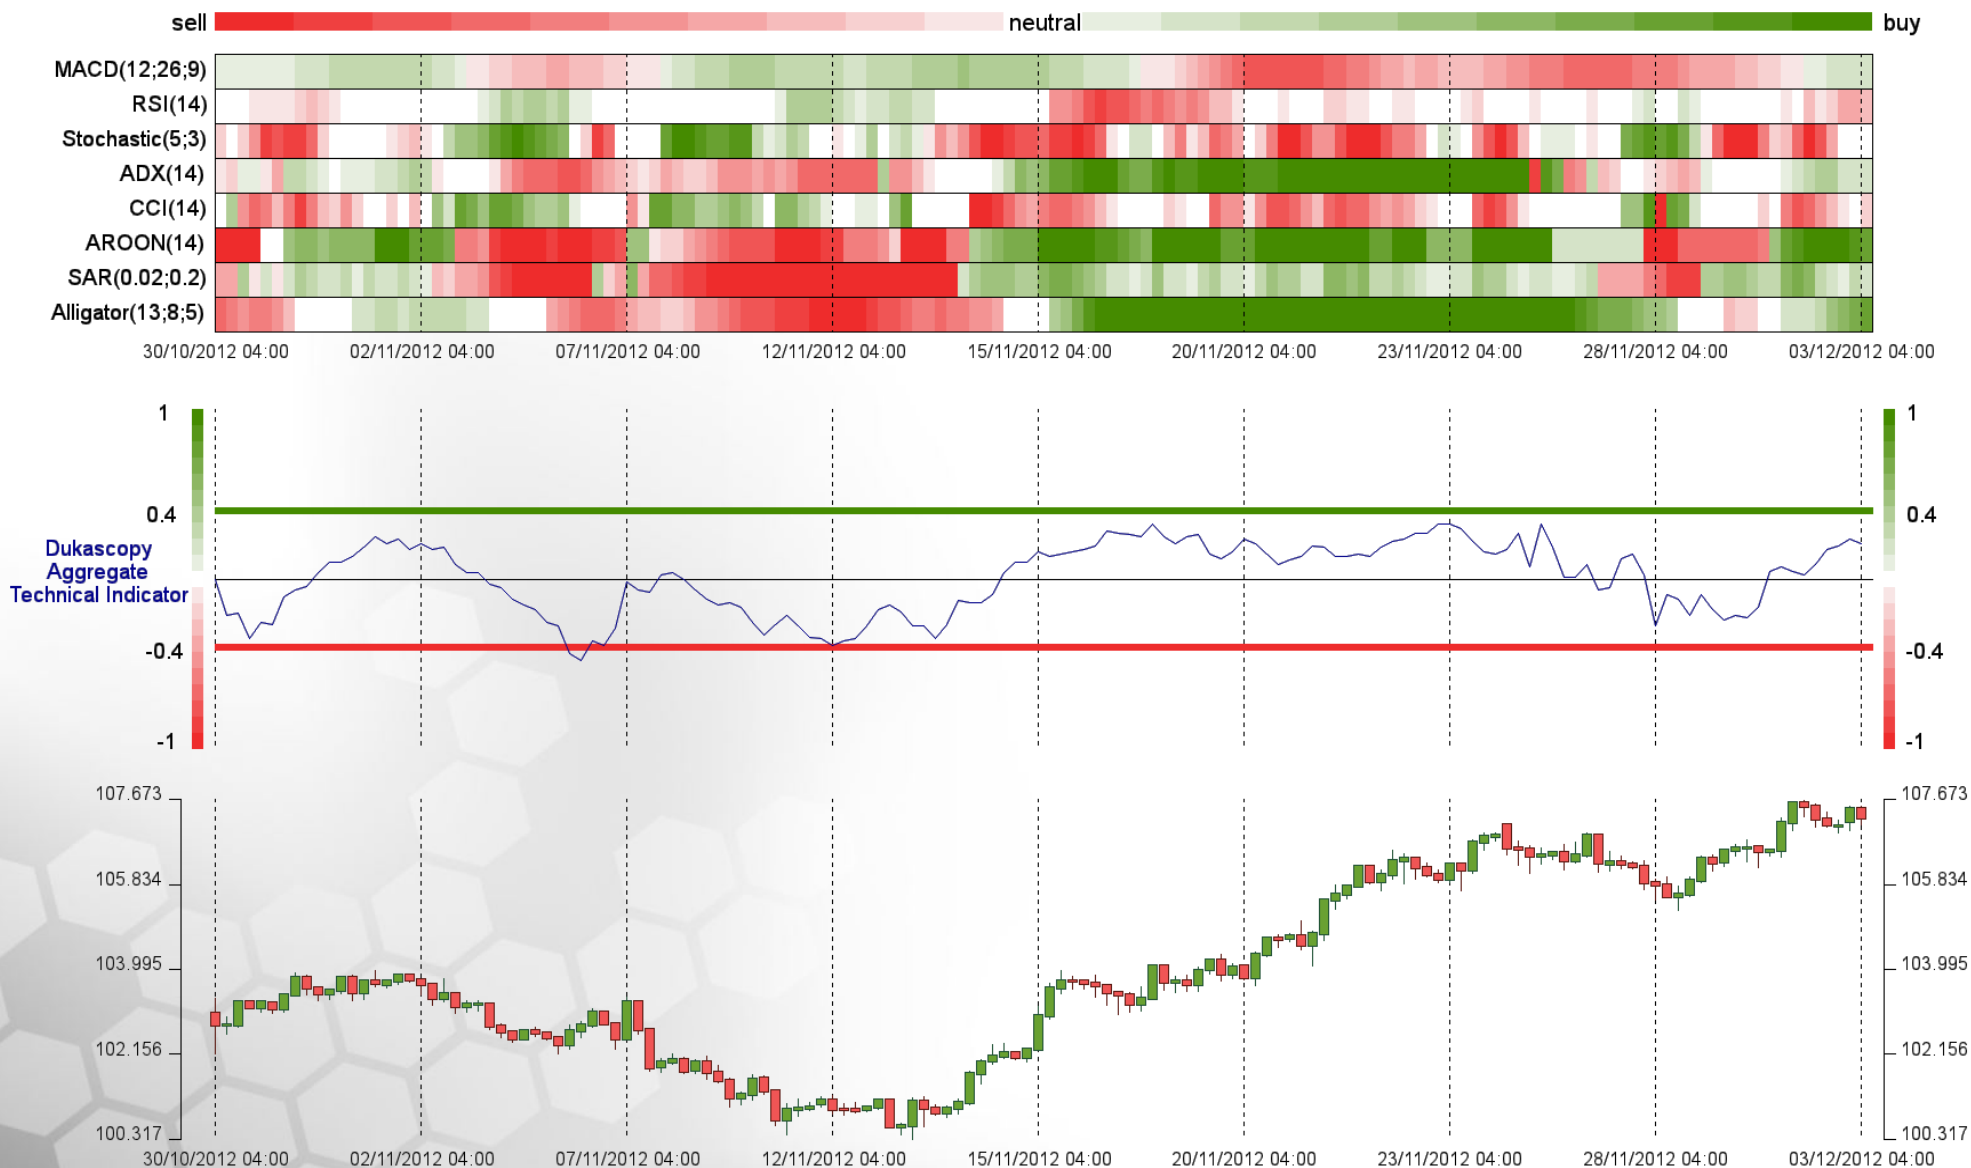 sell neutral buy
MACD(12;26;9)
RSI(14)
Stochastic(5;3)
ADX(14)
CCI(14)
AROON(14)
SAR(0.02;0.2)
Alligator(13;8;5)
30/10/2012 04:00 02/11/2012 04:00 07/11/2012 04:00 12/11/2012 04:00 15/11/2012 04:00 20/11/2012 04:00 23/11/2012 04:00 28/11/2012 04:00 03/12/2012 04:00
1 1
0.4 0.4
Dukascopy
Aggregate
Technical Indicator
-0.4 -0.4
-1 -1
107.673 107.673
105.834 105.834
103.995 103.995
102.156 102.156
100.317 100.317
30/10/2012 04:00 02/11/2012 04:00 07/11/2012 04:00 12/11/2012 04:00 15/11/2012 04:00 20/11/2012 04:00 23/11/2012 04:00 28/11/2012 04:00 03/12/2012 04:00